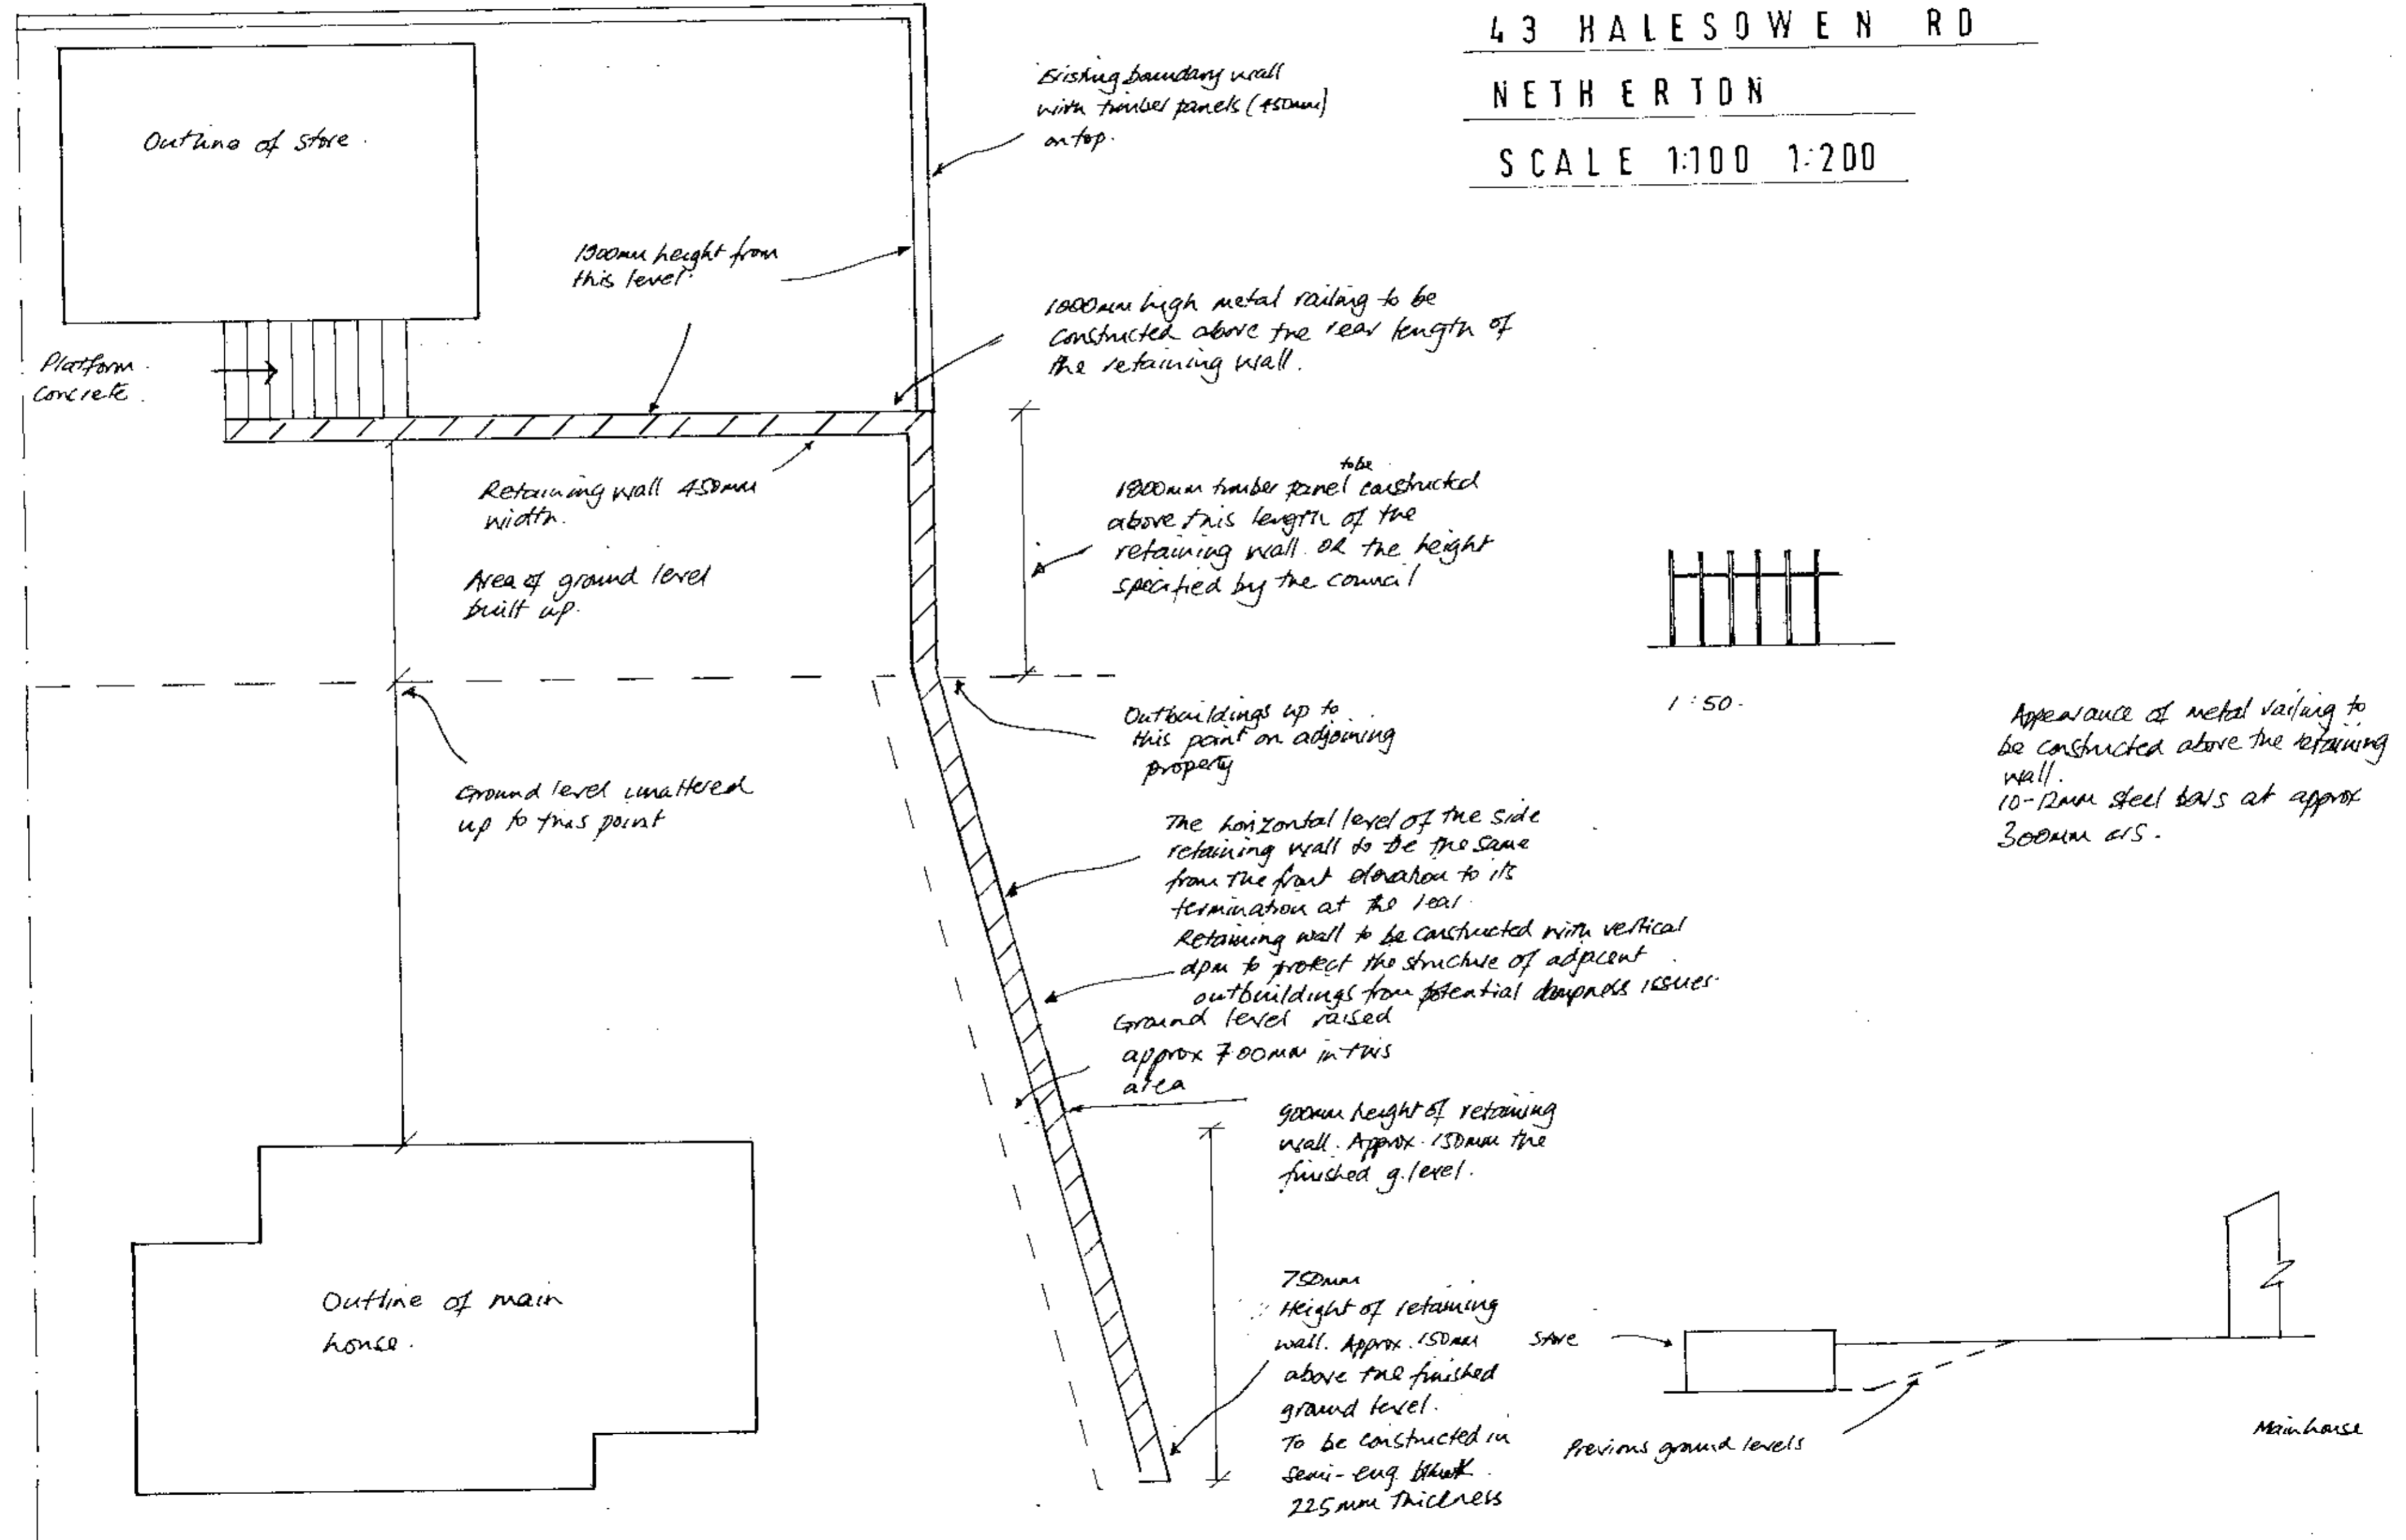 43 HALESOWEN RD
NETHERTON
SCALE 1:100 1:200
Existing boundary wall
with timber panels (450mm)
on top.
Outline of store.
height from
this level.
1000mm high metal railing to be
constructed above the rear length of
the retaining wall.
Platform
Concrete.
Retaining wall 450mm
width.
to be
1800mm timber panel constructed
above this length of the
retaining wall OR the height
specified by the council
Area of ground level
built up.
1:50.
Appearance of metal railing to
be constructed above the retaining
wall.
10-12mm steel bars at approx
300mm c/s.
Outbuildings up to
this point on adjoining
property
Ground level unaltered
up to this point
The horizontal level of the side
retaining wall to be the same
from the front elevation to its
termination at the rear.
Retaining wall to be constructed with vertical
dpm to protect the structure of adjacent
outbuildings from potential dampness issues.
Ground level raised
approx 700mm in this
area
900mm height of retaining
wall. Approx. 150mm the
finished g.level.
Outline of main
house.
750mm
Height of retaining
wall. Approx. 150mm
above the finished
ground level.
To be constructed in
semi-eng.
225mm thickness
Store
Previous ground levels
Main house